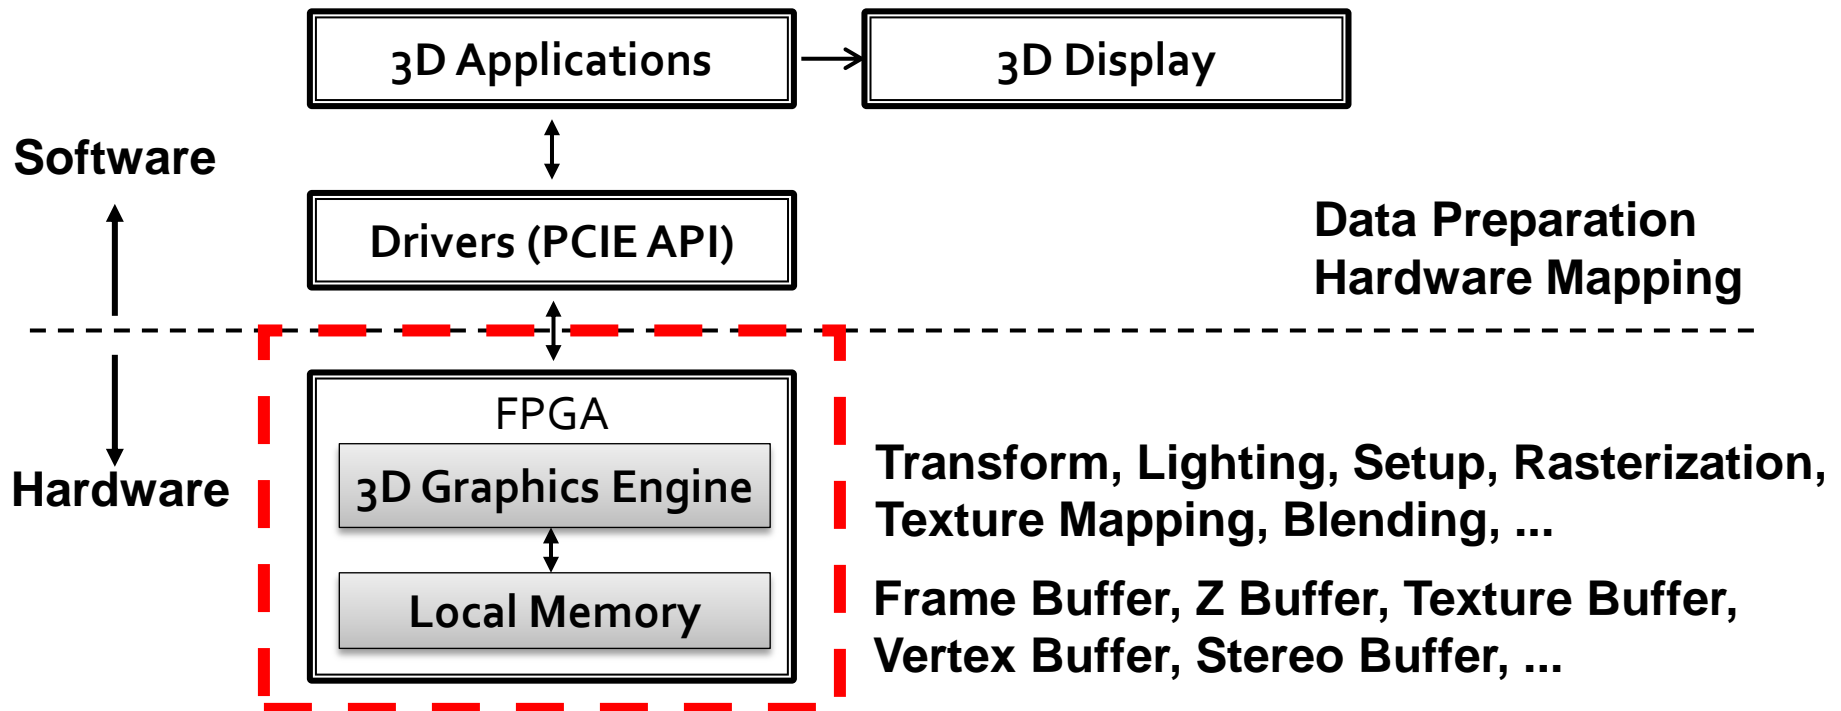 3D Applications
3D Display
Software
Drivers (PCIE API)
Data Preparation
Hardware Mapping
FPGA
3D Graphics Engine
Hardware
Transform, Lighting, Setup, Rasterization,
Texture Mapping, Blending, ...
Local Memory
Frame Buffer, Z Buffer, Texture Buffer,
Vertex Buffer, Stereo Buffer, ...